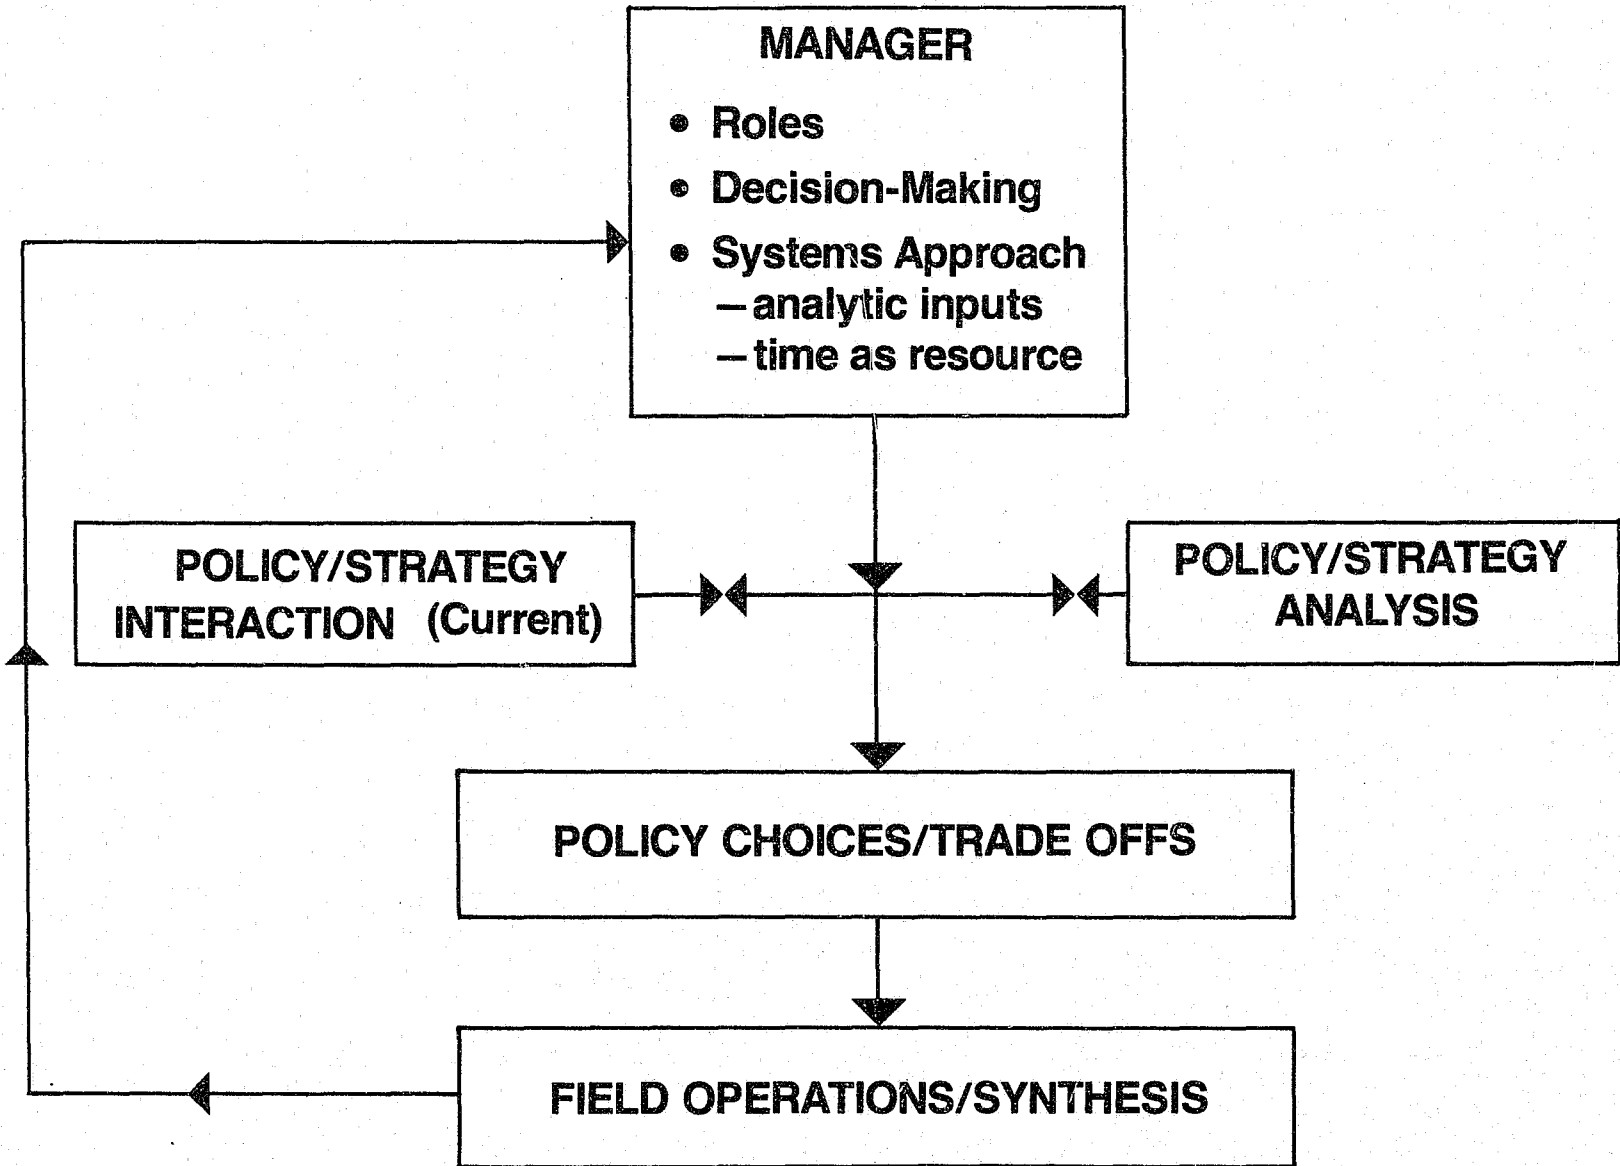 MANAGER
• Roles
• Decision-Making
• Systems Approach
– analytic inputs
– time as resource
POLICY/STRATEGY
INTERACTION (Current)
POLICY/STRATEGY
ANALYSIS
POLICY CHOICES/TRADE OFFS
FIELD OPERATIONS/SYNTHESIS